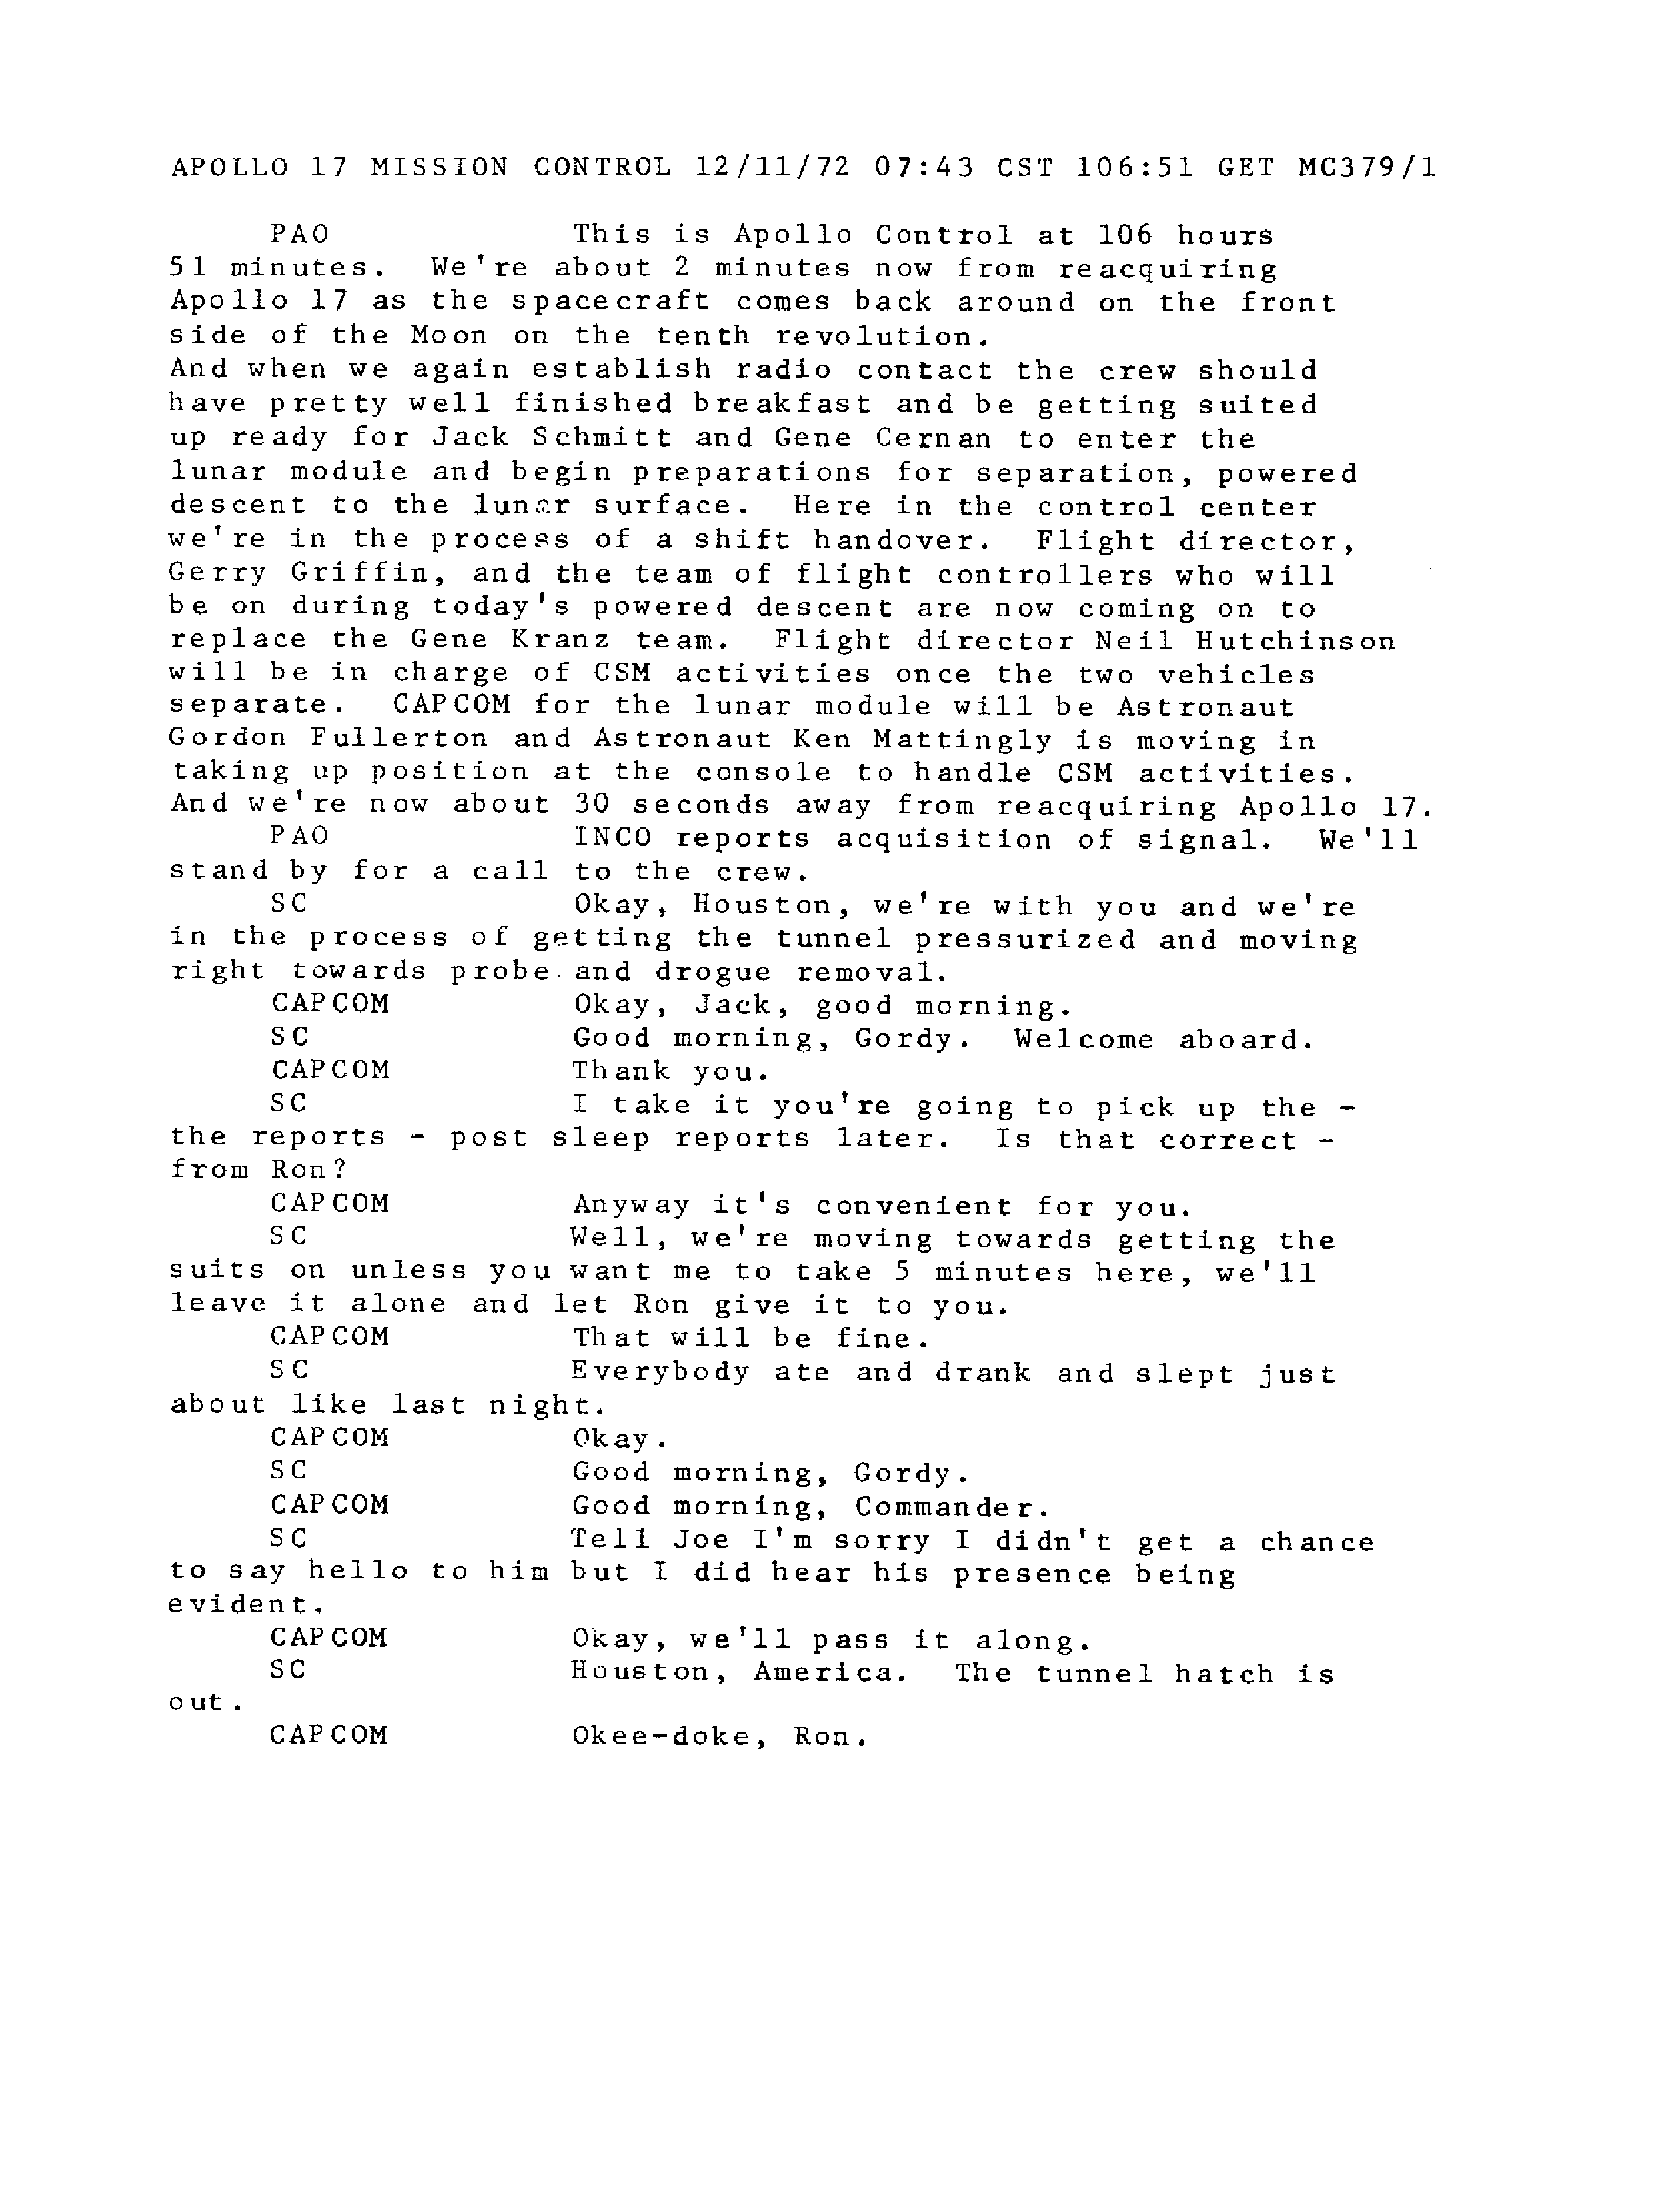 APOLLO 17 MISSION CONTROL 12/11/72 07:43 CST 106:51 GET MC379/1
PAO This is Apollo Control at 106 hours
51 minutes. We're about 2 minutes now from reacquiring
Apollo 17 as the spacecraft comes back around on the front
side of the Moon on the tenth revolution.
And when we again establish radio contact the crew should
have pretty well finished breakfast and be getting suited
up ready for Jack Schmitt and Gene Cernan to enter the
lunar module and begin preparations for separation, powered
descent to the lunar surface. Here in the control center
we're in the process of a shift handover. Flight director,
Gerry Griffin, and the team of flight controllers who will
be on during today's powered descent are now coming on to
replace the Gene Kranz team. Flight director Neil Hutchinson
will be in charge of CSM activities once the two vehicles
separate. CAPCOM for the lunar module will be Astronaut
Gordon Fullerton and Astronaut Ken Mattingly is moving in
taking up position at the console to handle CSM activities.
And we're now about 30 seconds away from reacquiring Apollo 17.
PAO INCO reports acquisition of signal. We'll
stand by for a call to the crew.
SC Okay, Houston, we're with you and we're
in the process of getting the tunnel pressurized and moving
right towards probe and drogue removal.
CAPCOM Okay, Jack, good morning.
SC Good morning, Gordy. Welcome aboard.
CAPCOM Thank you.
SC I take it you're going to pick up the -
the reports - post sleep reports later. Is that correct -
from Ron?
CAPCOM Anyway it's convenient for you.
SC Well, we're moving towards getting the
suits on unless you want me to take 5 minutes here, we'll
leave it alone and let Ron give it to you.
CAPCOM That will be fine.
SC Everybody ate and drank and slept just
about like last night.
CAPCOM Okay.
SC Good morning, Gordy.
CAPCOM Good morning, Commander.
SC Tell Joe I'm sorry I didn't get a chance
to say hello to him but I did hear his presence being
evident.
CAPCOM Okay, we'll pass it along.
SC Houston, America. The tunnel hatch is
out.
CAPCOM Okee-doke, Ron.